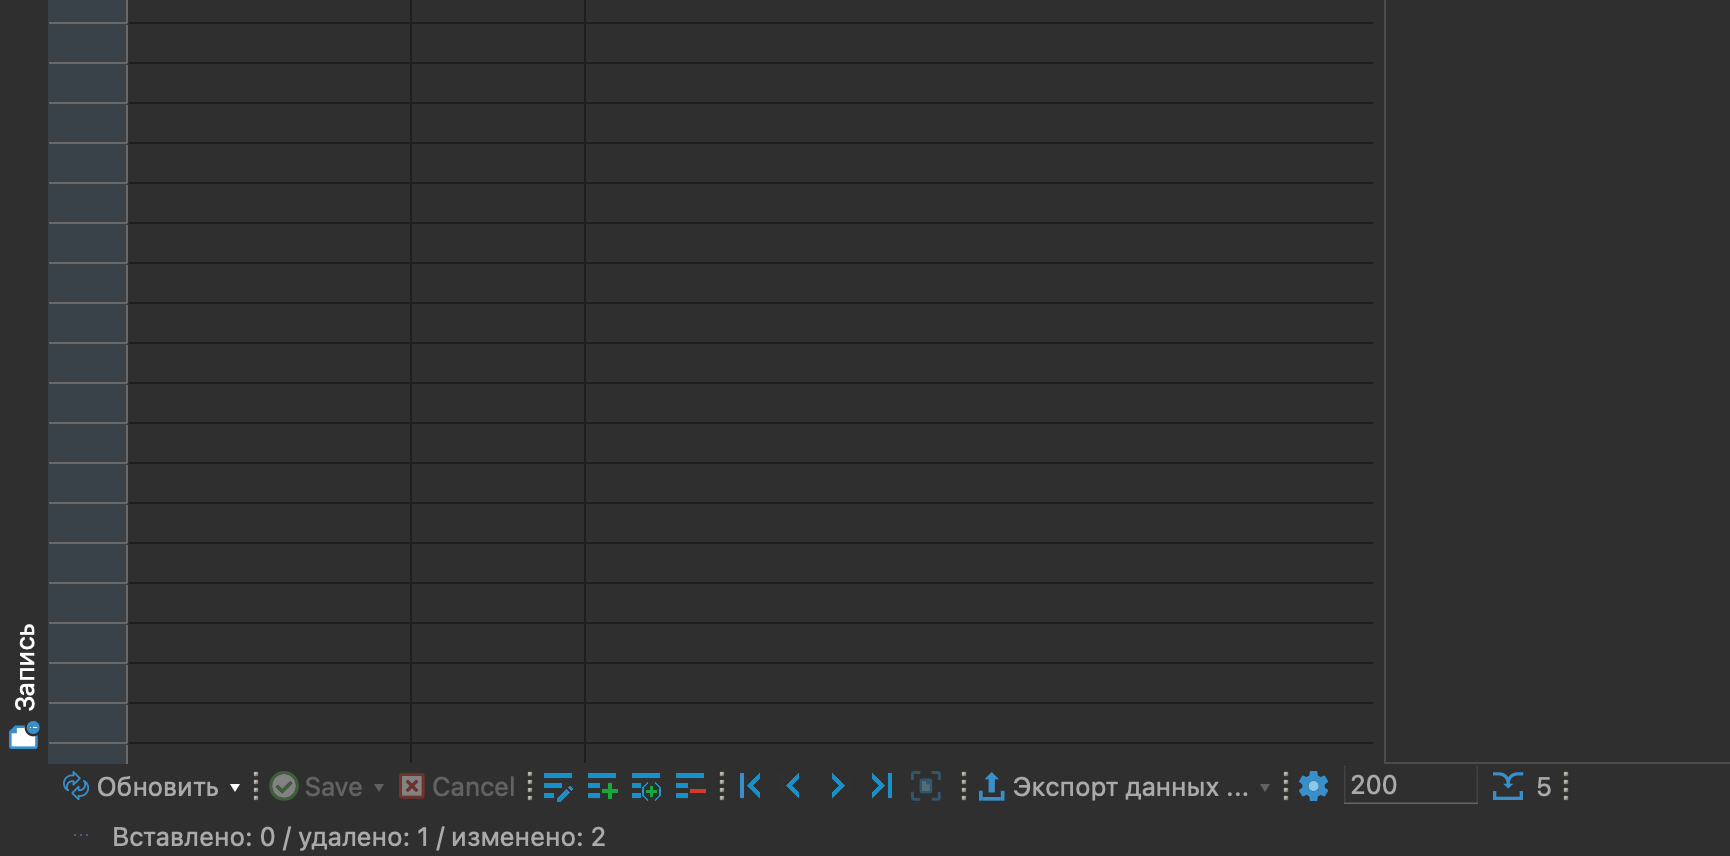 Запись
Обновить Save Cancel Экспорт данных ... 200 5
Вставлено: 0 / удалено: 1 / изменено: 2